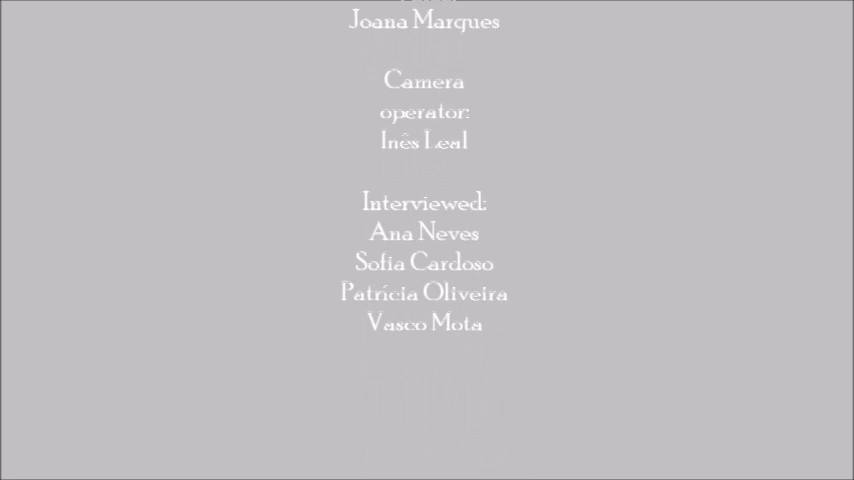 Joana Marques
Camera
operator:
Inês Leal
Interviewed:
Ana Neves
Sofia Cardoso
Patrícia Oliveira
Vasco Mota